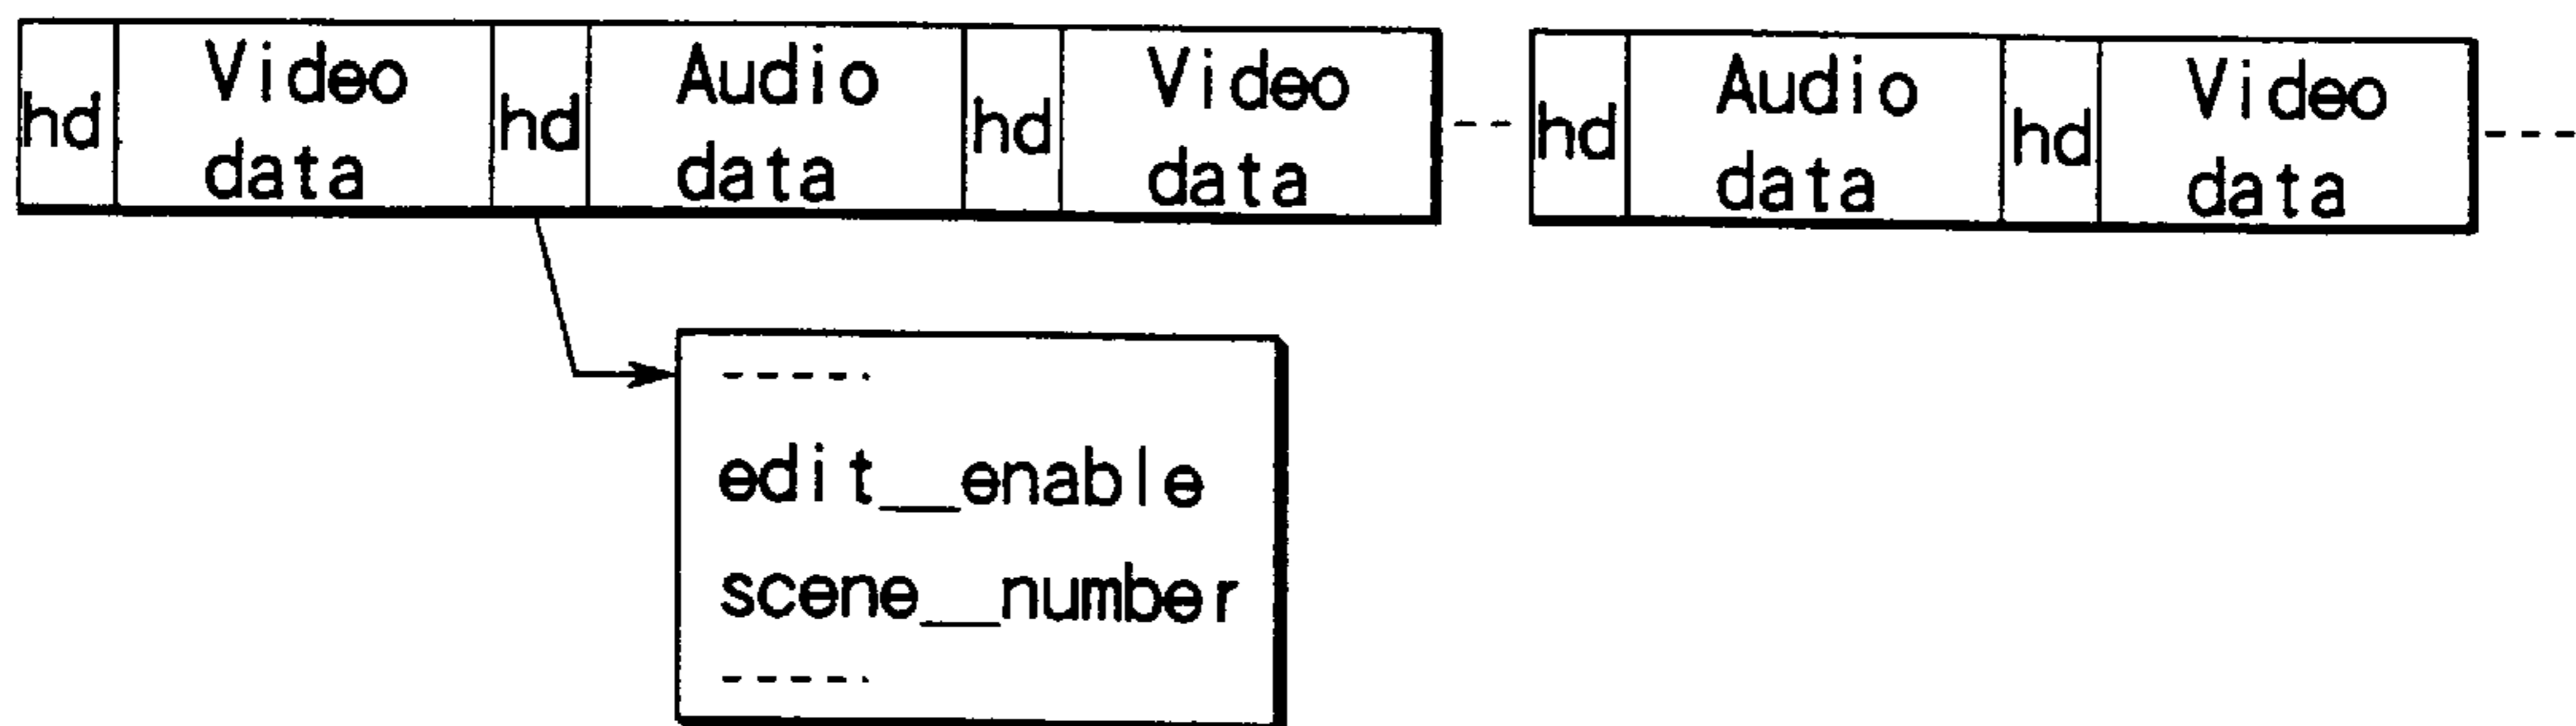 hd Video data hd Audio data hd Video data hd Audio data hd Video data
edit__enable
scene__number